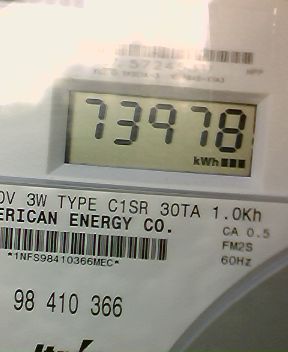 73978
kWh
0V 3W TYPE C1SR 30TA 1.0Kh
ERICAN ENERGY CO.
CA 0.5
FM2S
60Hz
*1NFS98410366MEC*
98 410 366